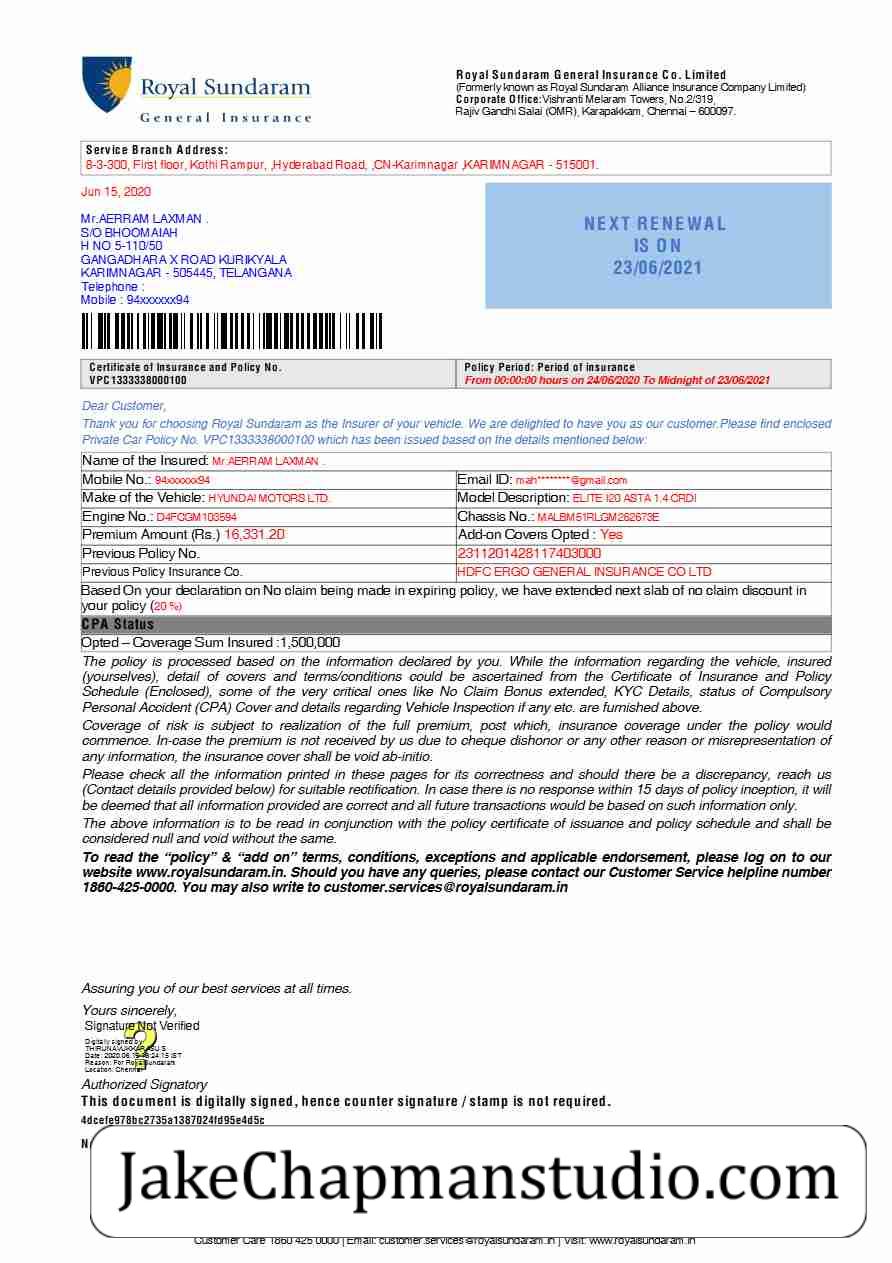 Royal Sundaram
General Insurance
Royal Sundaram General Insurance Co. Limited
(Formerly known as Royal Sundaram Alliance Insurance Company Limited)
Corporate Office:Vishranti Melaram Towers, No.2/319,
Rajiv Gandhi Salai (OMR), Karapakkam, Chennai – 600097.
Service Branch Address:
8-3-300, First floor, Kothi Rampur, ,Hyderabad Road, ,CN-Karimnagar ,KARIMNAGAR - 515001.
Jun 15, 2020
Mr.AERRAM LAXMAN .
S/O BHOOMAIAH
H NO 5-110/50
GANGADHARA X ROAD KURIKYALA
KARIMNAGAR - 505445, TELANGANA
Telephone :
Mobile : 94xxxxxx94
NEXT RENEWAL
IS ON
23/06/2021
Certificate of Insurance and Policy No.
VPC1333338000100
Policy Period: Period of insurance
From 00:00:00 hours on 24/06/2020 To Midnight of 23/06/2021
Dear Customer,
Thank you for choosing Royal Sundaram as the Insurer of your vehicle. We are delighted to have you as our customer.Please find enclosed
Private Car Policy No. VPC1333338000100 which has been issued based on the details mentioned below:
Name of the Insured: Mr.AERRAM LAXMAN .
Mobile No.: 94xxxxxx94 Email ID: mah********@gmail.com
Make of the Vehicle: HYUNDAI MOTORS LTD. Model Description: ELITE I20 ASTA 1.4 CRDI
Engine No.: D4FCGM103594 Chassis No.: MALBM51RLGM262673E
Premium Amount (Rs.) 16,331.20 Add-on Covers Opted : Yes
Previous Policy No. 2311201428117403000
Previous Policy Insurance Co. HDFC ERGO GENERAL INSURANCE CO LTD
Based On your declaration on No claim being made in expiring policy, we have extended next slab of no claim discount in
your policy (20 %)
CPA Status
Opted – Coverage Sum Insured :1,500,000
The policy is processed based on the information declared by you. While the information regarding the vehicle, insured
(yourselves), detail of covers and terms/conditions could be ascertained from the Certificate of Insurance and Policy
Schedule (Enclosed), some of the very critical ones like No Claim Bonus extended, KYC Details, status of Compulsory
Personal Accident (CPA) Cover and details regarding Vehicle Inspection if any etc. are furnished above.
Coverage of risk is subject to realization of the full premium, post which, insurance coverage under the policy would
commence. In-case the premium is not received by us due to cheque dishonor or any other reason or misrepresentation of
any information, the insurance cover shall be void ab-initio.
Please check all the information printed in these pages for its correctness and should there be a discrepancy, reach us
(Contact details provided below) for suitable rectification. In case there is no response within 15 days of policy inception, it will
be deemed that all information provided are correct and all future transactions would be based on such information only.
The above information is to be read in conjunction with the policy certificate of issuance and policy schedule and shall be
considered null and void without the same.
To read the “policy” & “add on” terms, conditions, exceptions and applicable endorsement, please log on to our
website www.royalsundaram.in. Should you have any queries, please contact our Customer Service helpline number
1860-425-0000. You may also write to customer.services@royalsundaram.in
Assuring you of our best services at all times.
Yours sincerely,
Signature Not Verified
Digitally signed by
Reason: For Royal Sundaram
Location: Chennai
Authorized Signatory
This document is digitally signed, hence counter signature / stamp is not required.
4dcefe978bc2735a1387024fd95e4d5c
JakeChapmanstudio.com
Customer Care 1860 425 0000 | Email: customer.services@royalsundaram.in | Visit: www.royalsundaram.in